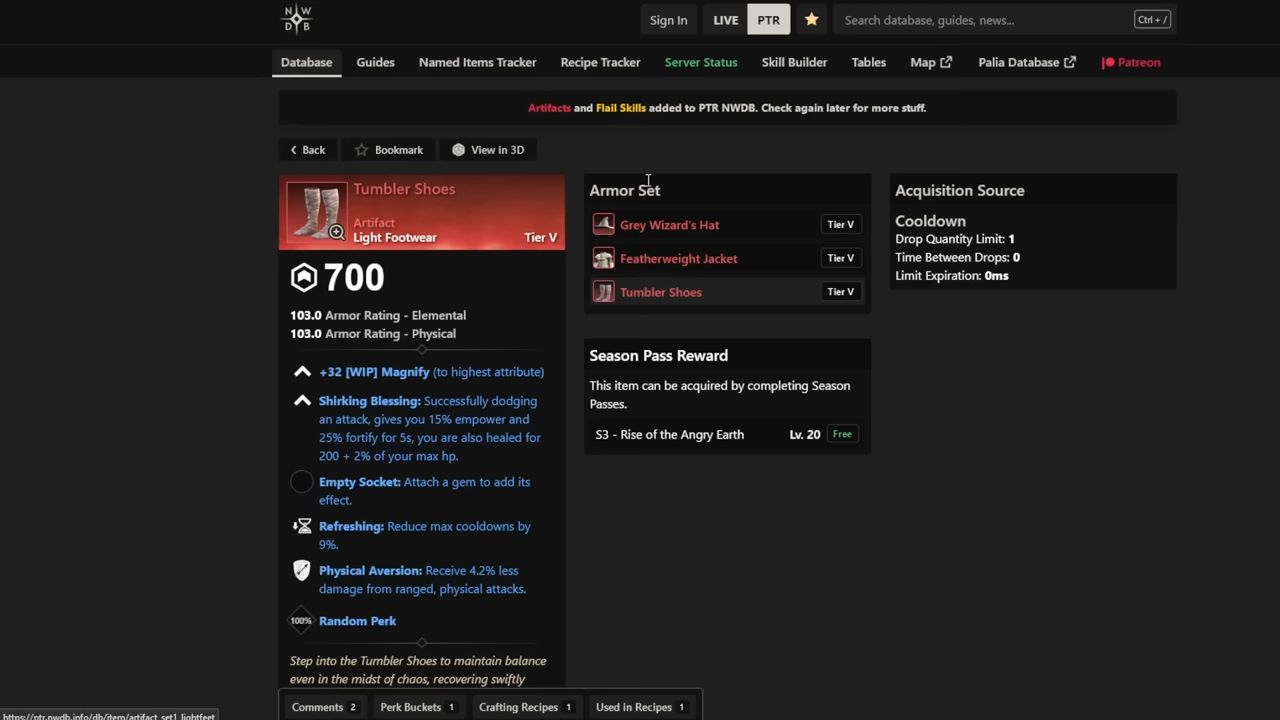 NW
DB
Sign In
LIVE
PTR
Search database, guides, news...
Ctrl + /
Database
Guides
Named Items Tracker
Recipe Tracker
Server Status
Skill Builder
Tables
Map
Palia Database
Patreon
Artifacts and Flail Skills added to PTR NWDB. Check again later for more stuff.
Back
Bookmark
View in 3D
Tumbler Shoes
Artifact
Light Footwear
Tier V
700
103.0 Armor Rating - Elemental
103.0 Armor Rating - Physical
+32 [WIP] Magnify (to highest attribute)
Shirking Blessing: Successfully dodging
an attack, gives you 15% empower and
25% fortify for 5s, you are also healed for
200 + 2% of your max hp.
Empty Socket: Attach a gem to add its
effect.
Refreshing: Reduce max cooldowns by
9%.
Physical Aversion: Receive 4.2% less
damage from ranged, physical attacks.
100% Random Perk
Step into the Tumbler Shoes to maintain balance
even in the midst of chaos, recovering swiftly
Armor Set
Grey Wizard's Hat Tier V
Featherweight Jacket Tier V
Tumbler Shoes Tier V
Season Pass Reward
This item can be acquired by completing Season
Passes.
S3 - Rise of the Angry Earth Lv. 20 Free
Acquisition Source
Cooldown
Drop Quantity Limit: 1
Time Between Drops: 0
Limit Expiration: 0ms
Comments 2
Perk Buckets 1
Crafting Recipes 1
Used in Recipes 1
https://ptr.nwdb.info/db/item/artifact_set1_lightfeet